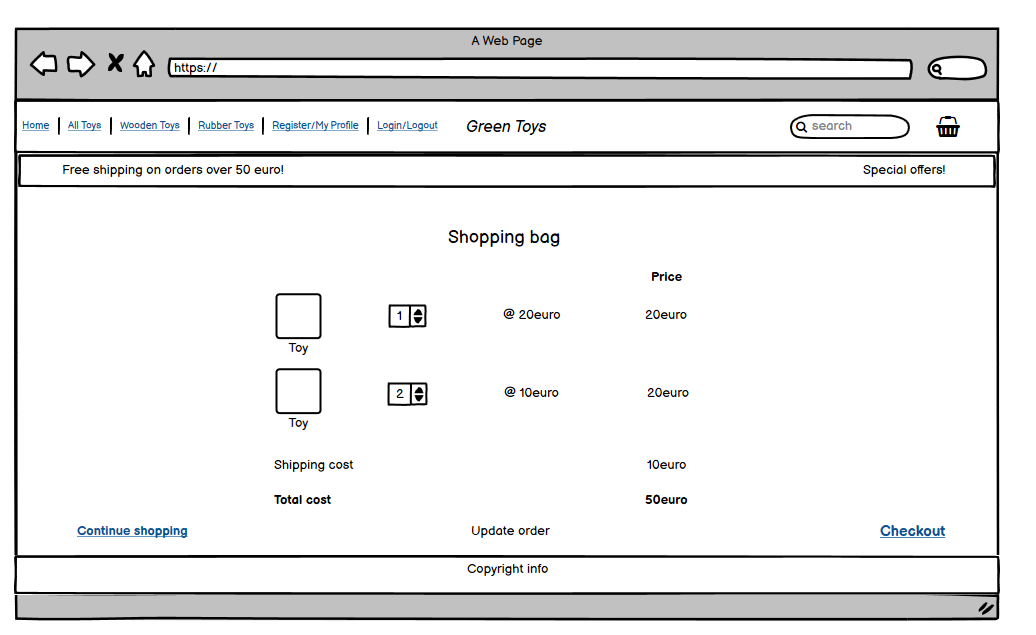 A Web Page
https://
Home All Toys Wooden Toys Rubber Toys Register/My Profile Login/Logout Green Toys search
Free shipping on orders over 50 euro! Special offers!
Shopping bag
Price
1 @ 20euro 20euro
Toy
2 @ 10euro 20euro
Toy
Shipping cost 10euro
Total cost 50euro
Continue shopping Update order Checkout
Copyright info